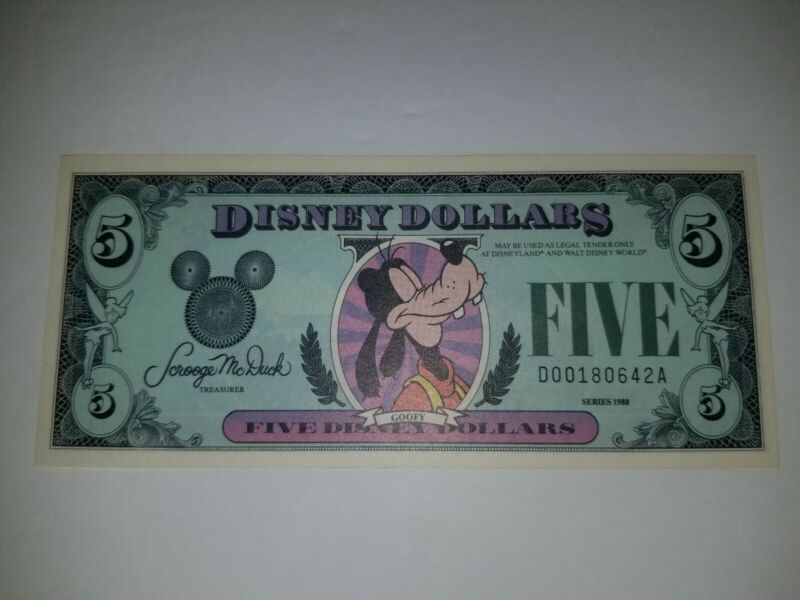 DISNEY DOLLARS
5
5
MAY BE USED AS LEGAL TENDER ONLY
AT DISNEYLAND® AND WALT DISNEY WORLD®
FIVE
Scrooge McDuck
TREASURER
D00180642A
SERIES 1988
5
5
GOOFY
FIVE DISNEY DOLLARS